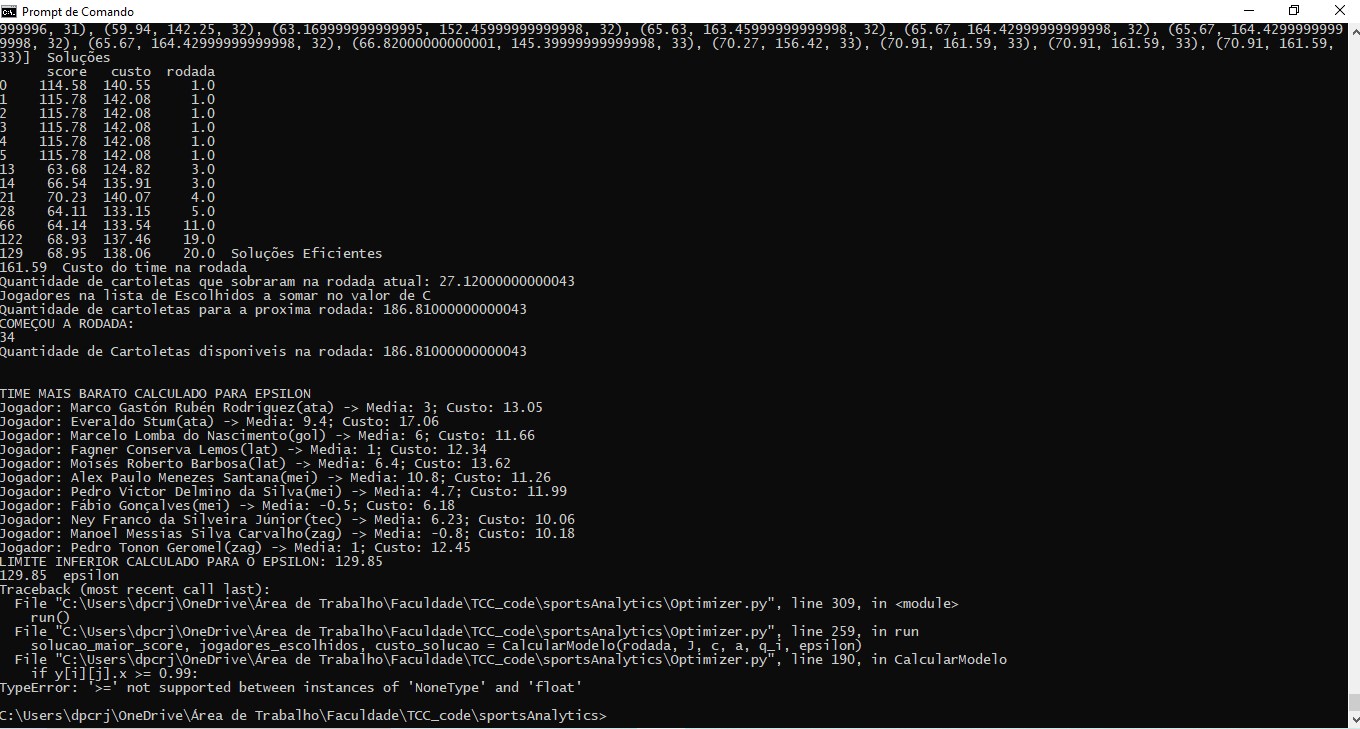 Prompt de Comando
999996, 31), (59.94, 142.25, 32), (63.169999999999995, 152.45999999999998, 32), (65.63, 163.45999999999998, 32), (65.67, 164.42999999999998, 32), (65.67, 164.4299999999
9998, 32), (65.67, 164.42999999999998, 32), (66.82000000000001, 145.39999999999998, 33), (70.27, 156.42, 33), (70.91, 161.59, 33), (70.91, 161.59, 33), (70.91, 161.59,
33)]  Soluções
score   custo  rodada
0    114.58  140.55     1.0
1    115.78  142.08     1.0
2    115.78  142.08     1.0
3    115.78  142.08     1.0
4    115.78  142.08     1.0
5    115.78  142.08     1.0
13    63.68  124.82     3.0
14    66.54  135.91     3.0
21    70.23  140.07     4.0
28    64.11  133.15     5.0
66    64.14  133.54    11.0
122   68.93  137.46    19.0
129   68.95  138.06    20.0  Soluções Eficientes
161.59  Custo do time na rodada
Quantidade de cartoletas que sobraram na rodada atual: 27.12000000000043
Jogadores na lista de Escolhidos a somar no valor de C
Quantidade de cartoletas para a proxima rodada: 186.81000000000043
COMEÇOU A RODADA:
34
Quantidade de Cartoletas disponiveis na rodada: 186.81000000000043
TIME MAIS BARATO CALCULADO PARA EPSILON
Jogador: Marco Gastón Rubén Rodríguez(ata) -> Media: 3; Custo: 13.05
Jogador: Everaldo Stum(ata) -> Media: 9.4; Custo: 17.06
Jogador: Marcelo Lomba do Nascimento(gol) -> Media: 6; Custo: 11.66
Jogador: Fagner Conserva Lemos(lat) -> Media: 1; Custo: 12.34
Jogador: Moisés Roberto Barbosa(lat) -> Media: 6.4; Custo: 13.62
Jogador: Alex Paulo Menezes Santana(mei) -> Media: 10.8; Custo: 11.26
Jogador: Pedro Victor Delmino da Silva(mei) -> Media: 4.7; Custo: 11.99
Jogador: Fábio Gonçalves(mei) -> Media: -0.5; Custo: 6.18
Jogador: Ney Franco da Silveira Júnior(tec) -> Media: 6.23; Custo: 10.06
Jogador: Manoel Messias Silva Carvalho(zag) -> Media: -0.8; Custo: 10.18
Jogador: Pedro Tonon Geromel(zag) -> Media: 1; Custo: 12.45
LIMITE INFERIOR CALCULADO PARA O EPSILON: 129.85
129.85  epsilon
Traceback (most recent call last):
File "C:\Users\dpcrj\OneDrive\Área de Trabalho\Faculdade\TCC_code\sportsAnalytics\Optimizer.py", line 309, in <module>
run()
File "C:\Users\dpcrj\OneDrive\Área de Trabalho\Faculdade\TCC_code\sportsAnalytics\Optimizer.py", line 259, in run
solucao_maior_score, jogadores_escolhidos, custo_solucao = CalcularModelo(rodada, J, c, a, q_i, epsilon)
File "C:\Users\dpcrj\OneDrive\Área de Trabalho\Faculdade\TCC_code\sportsAnalytics\Optimizer.py", line 190, in CalcularModelo
if y[i][j].x >= 0.99:
TypeError: '>=' not supported between instances of 'NoneType' and 'float'
C:\Users\dpcrj\OneDrive\Área de Trabalho\Faculdade\TCC_code\sportsAnalytics>